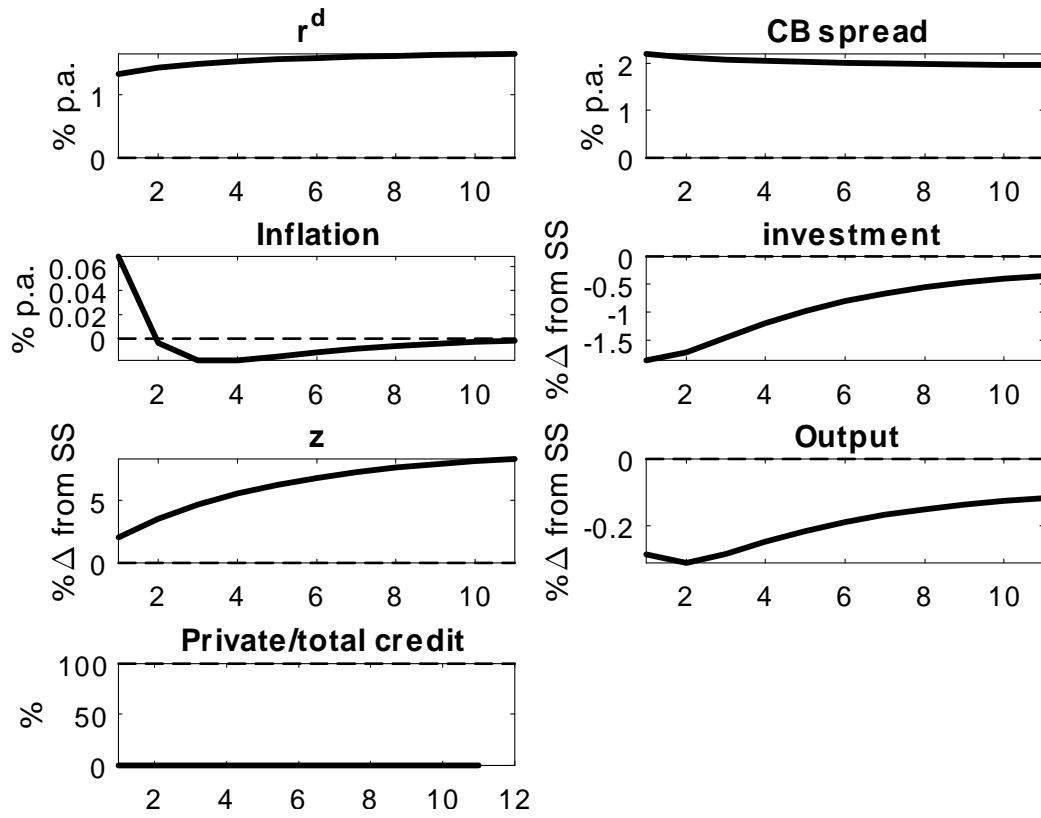 r^d
% p.a.
1
0
2 4 6 8 10
CB spread
% p.a.
2
1
0
2 4 6 8 10
Inflation
% p.a.
0.06
0.04
0.02
0
2 4 6 8 10
investment
% Δ from SS
0
-0.5
-1
-1.5
2 4 6 8 10
z
% Δ from SS
5
0
2 4 6 8 10 12
Output
% Δ from SS
0
-0.2
2 4 6 8 10
Private/total credit
%
100
50
0
2 4 6 8 10 12